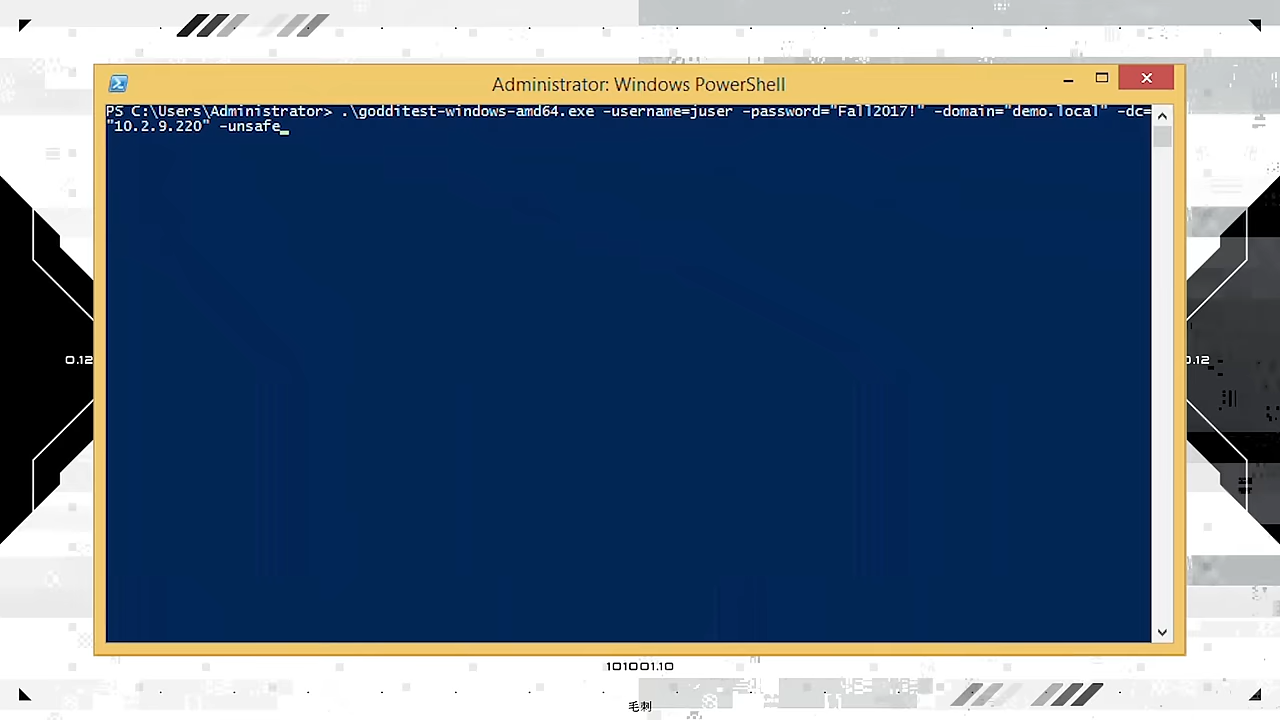 Administrator: Windows PowerShell
PS C:\Users\Administrator> .\godditest-windows-amd64.exe -username=juser -password="Fall2017!" -domain="demo.local" -dc=
"10.2.9.220" -unsafe
0.12
0.12
101001.10
毛刺